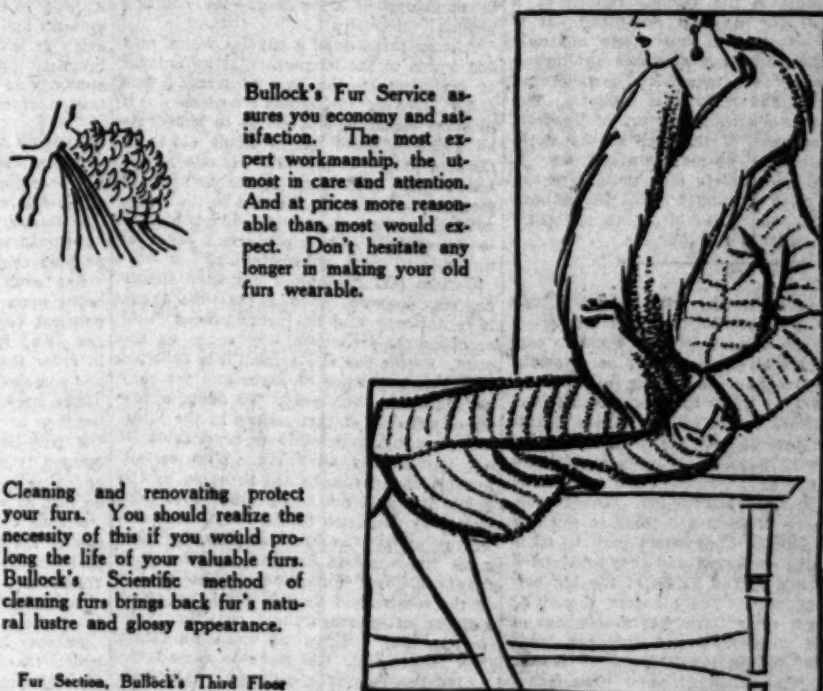 Bullock's Fur Service as-
sures you economy and sat-
isfaction. The most ex-
pert workmanship, the ut-
most in care and attention.
And at prices more reason-
able than most would ex-
pect. Don't hesitate any
longer in making your old
furs wearable.
Cleaning and renovating protect
your furs. You should realize the
necessity of this if you would pro-
long the life of your valuable furs.
Bullock's Scientific method of
cleaning furs brings back fur's natu-
ral lustre and glossy appearance.
Fur Section, Bullock's Third Floor